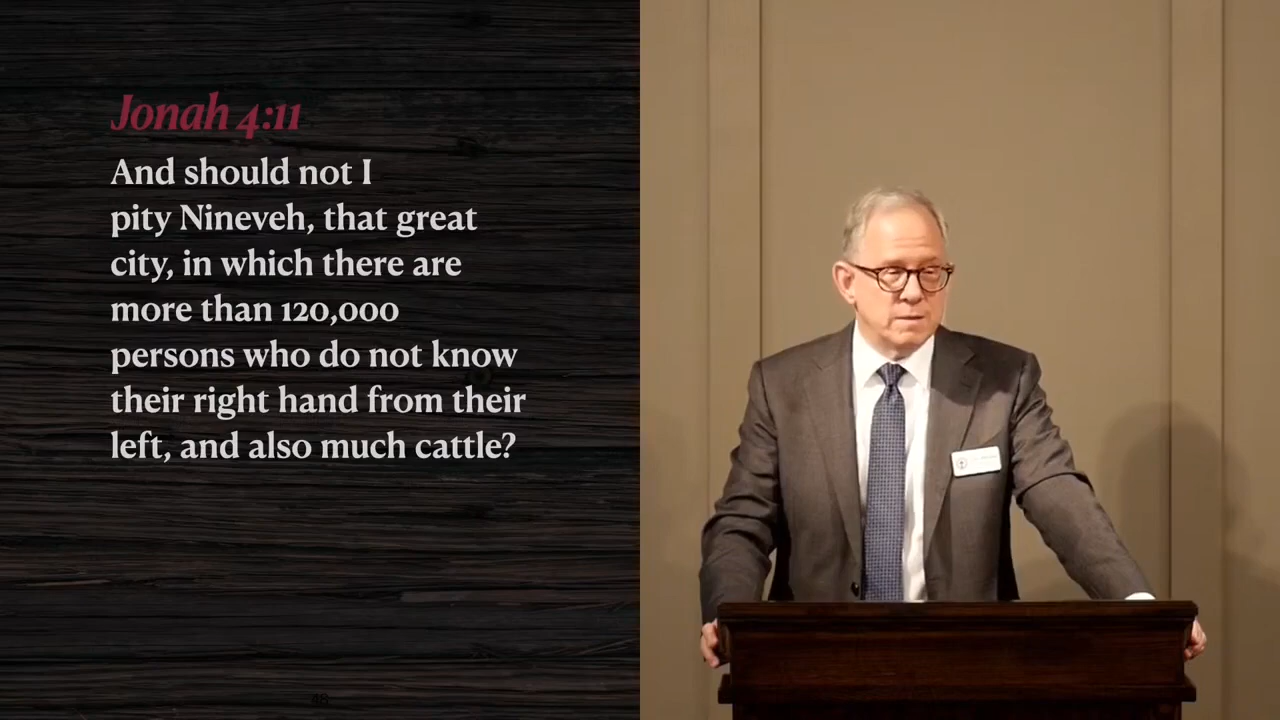 Jonah 4:11
And should not I
pity Nineveh, that great
city, in which there are
more than 120,000
persons who do not know
their right hand from their
left, and also much cattle?
48